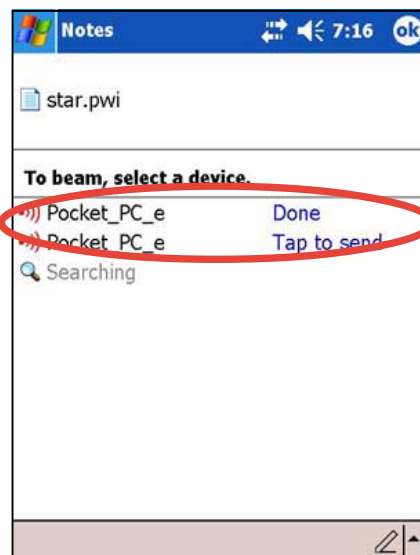 Notes 7:16 ok
star.pwi
To beam, select a device.
Pocket_PC_e Done
Pocket_PC_e Tap to send
Searching